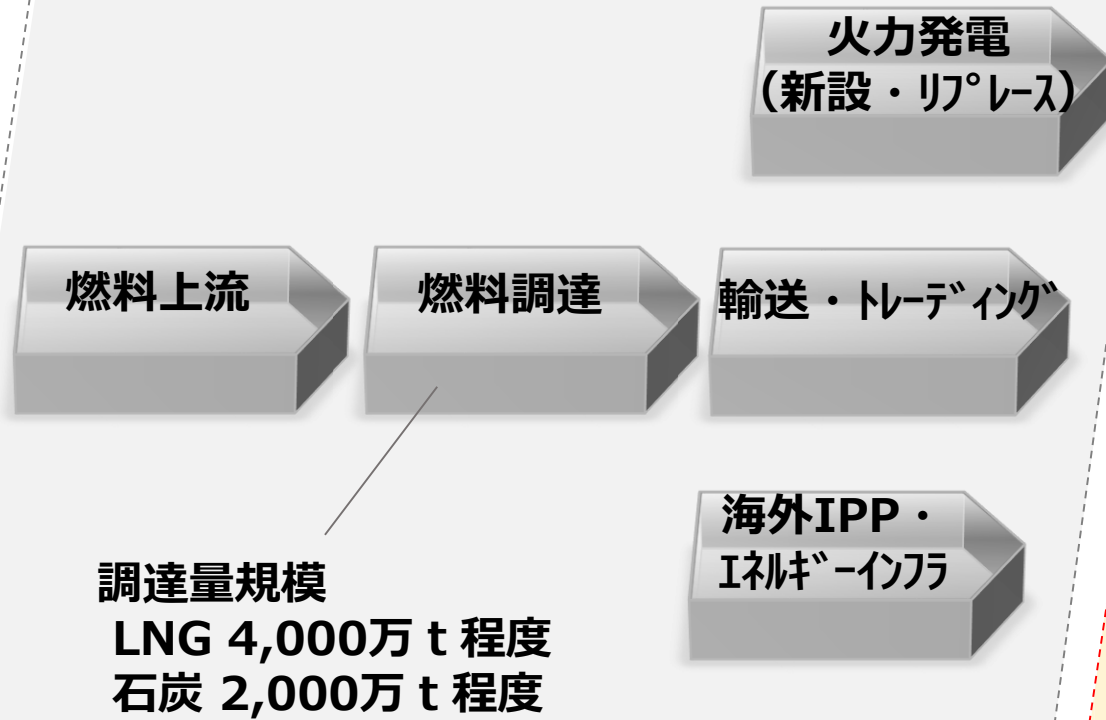 火力発電
(新設・ﾘﾌﾟﾚｰｽ)
燃料上流
燃料調達
輸送・ﾄﾚｰﾃﾞｨﾝｸﾞ
海外IPP・
ｴﾈﾙｷﾞｰｲﾝﾌﾗ
調達量規模
LNG 4,000万ｔ程度
石炭 2,000万ｔ程度